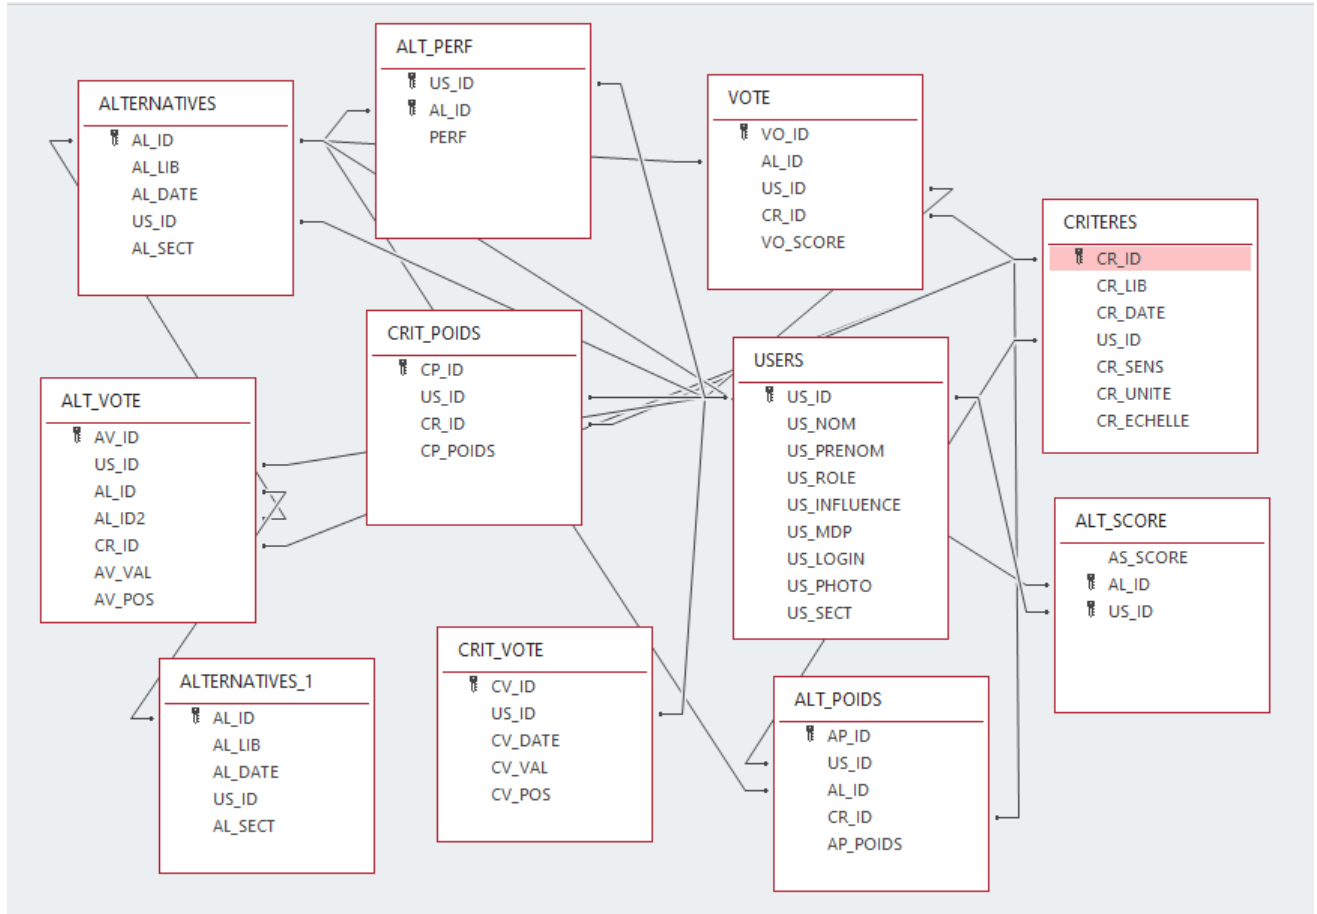 ALT_PERF
US_ID
AL_ID
PERF
ALTERNATIVES
AL_ID
AL_LIB
AL_DATE
US_ID
AL_SECT
VOTE
VO_ID
AL_ID
US_ID
CR_ID
VO_SCORE
CRITERES
CR_ID
CR_LIB
CR_DATE
US_ID
CR_SENS
CR_UNITE
CR_ECHELLE
CRIT_POIDS
CP_ID
US_ID
CR_ID
CP_POIDS
USERS
US_ID
US_NOM
US_PRENOM
US_ROLE
US_INFLUENCE
US_MDP
US_LOGIN
US_PHOTO
US_SECT
ALT_VOTE
AV_ID
US_ID
AL_ID
AL_ID2
CR_ID
AV_VAL
AV_POS
ALT_SCORE
AS_SCORE
AL_ID
US_ID
CRIT_VOTE
CV_ID
US_ID
CV_DATE
CV_VAL
CV_POS
ALTERNATIVES_1
AL_ID
AL_LIB
AL_DATE
US_ID
AL_SECT
ALT_POIDS
AP_ID
US_ID
AL_ID
CR_ID
AP_POIDS